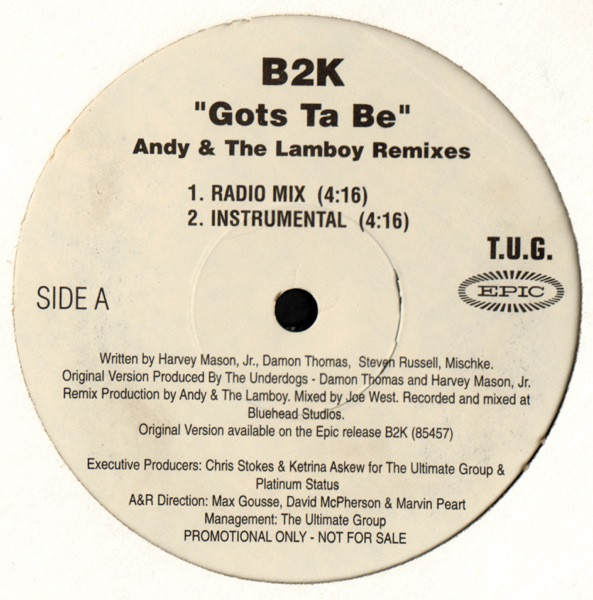 B2K
"Gots Ta Be"
Andy & The Lamboy Remixes
1. RADIO MIX (4:16)
2. INSTRUMENTAL (4:16)
T.U.G.
EPIC
SIDE A
Written by Harvey Mason, Jr., Damon Thomas, Steven Russell, Mischke.
Original Version Produced By The Underdogs - Damon Thomas and Harvey Mason, Jr.
Remix Production by Andy & The Lamboy. Mixed by Joe West. Recorded and mixed at
Bluehead Studios.
Original Version available on the Epic release B2K (85457)
Executive Producers: Chris Stokes & Ketrina Askew for The Ultimate Group &
Platinum Status
A&R Direction: Max Gousse, David McPherson & Marvin Peart
Management: The Ultimate Group
PROMOTIONAL ONLY - NOT FOR SALE